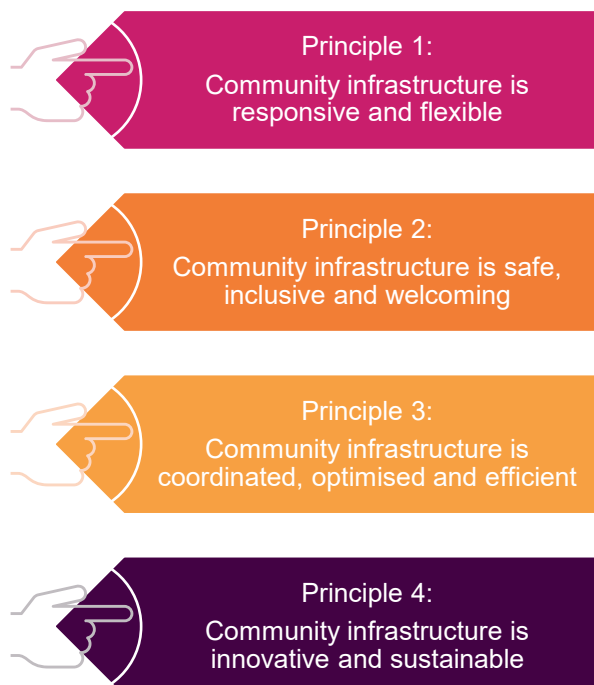 Principle 1:
Community infrastructure is
responsive and flexible
Principle 2:
Community infrastructure is safe,
inclusive and welcoming
Principle 3:
Community infrastructure is
coordinated, optimised and efficient
Principle 4:
Community infrastructure is
innovative and sustainable